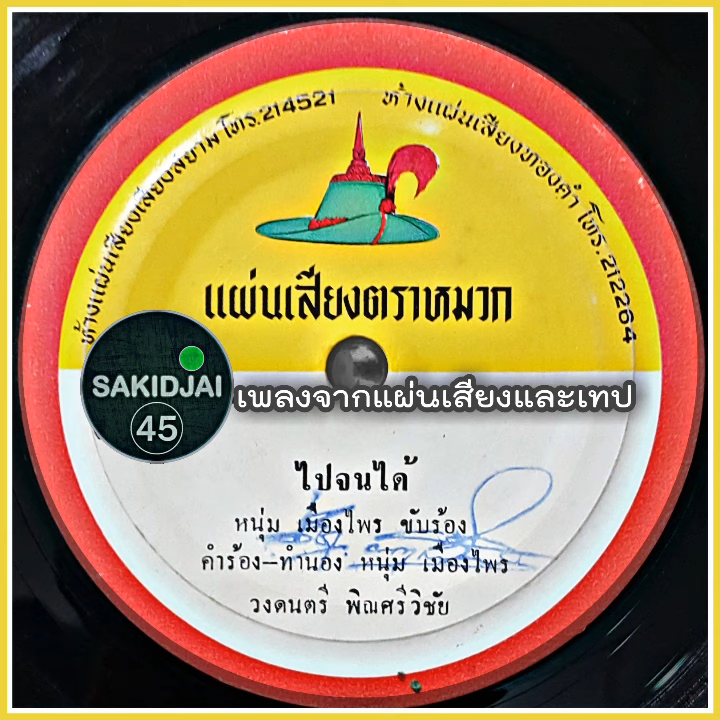 ห้างแผ่นเสียงเสียงสยาม โทร.214521
ห้างแผ่นเสียงทองคำ โทร.212264
แผ่นเสียงตราหมวก
SAKIDJAI
45
เพลงจากแผ่นเสียงและเทป
ไปจนได้
หนุ่ม เมืองไพร ขับร้อง
คำร้อง-ทำนอง หนุ่ม เมืองไพร
วงดนตรี พิณศรีวิชัย